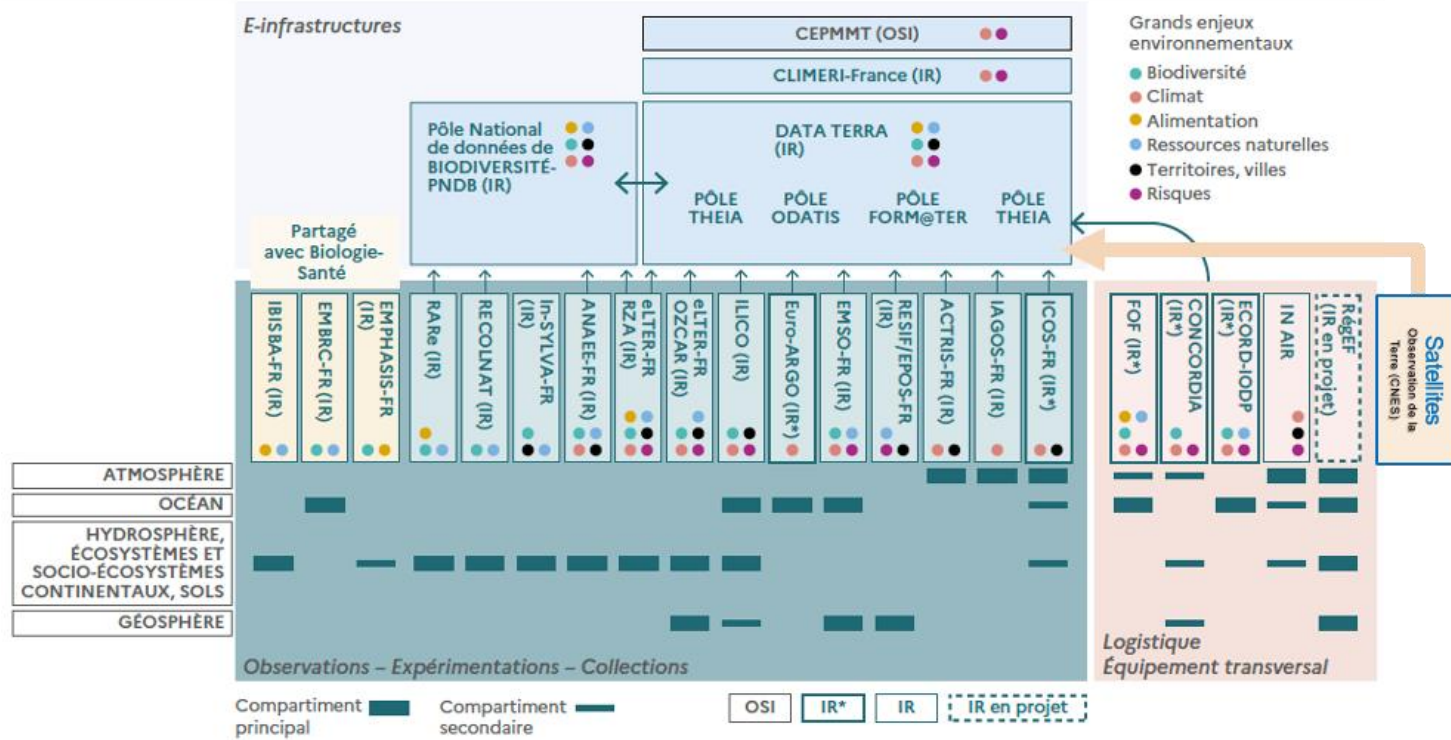 E-infrastructures
CEPMMT (OSI)
CLIMERI-France (IR)
Pôle National
de données de
BIODIVERSITÉ-
PNDB (IR)
DATA TERRA
(IR)
PÔLE
THEIA
PÔLE
ODATIS
PÔLE
FORM@TER
PÔLE
THEIA
Grands enjeux
environnementaux
Biodiversité
Climat
Alimentation
Ressources naturelles
Territoires, villes
Risques
Partagé
avec Biologie-
Santé
IBISBA-FR (IR)
EMBRC-FR (IR)
EMPHASIS-FR
(IR)
RARe (IR)
RECOLNAT (IR)
In-SYLVA-FR
(IR)
ANAEE-FR (IR)
eLTER-FR
RZA (IR)
eLTER-FR
OZCAR (IR)
ILICO (IR)
Euro-ARGO (IR*)
EMSO-FR (IR)
RESIF/EPOS-FR
(IR)
ACTRIS-FR (IR)
IAGOS-FR (IR)
ICOS-FR (IR*)
FOF (IR*)
CONCORDIA
(IR*)
ECORD-IODP
(IR*)
IN AIR
RégEF
(IR en projet)
Satellites
Observation de la
Terre (CNES)
ATMOSPHÈRE
OCÉAN
HYDROSPHÈRE,
ÉCOSYSTÈMES ET
SOCIO-ÉCOSYSTÈMES
CONTINENTAUX, SOLS
GÉOSPHÈRE
Observations – Expérimentations – Collections
Logistique
Équipement transversal
Compartiment
principal
Compartiment
secondaire
OSI
IR*
IR
IR en projet